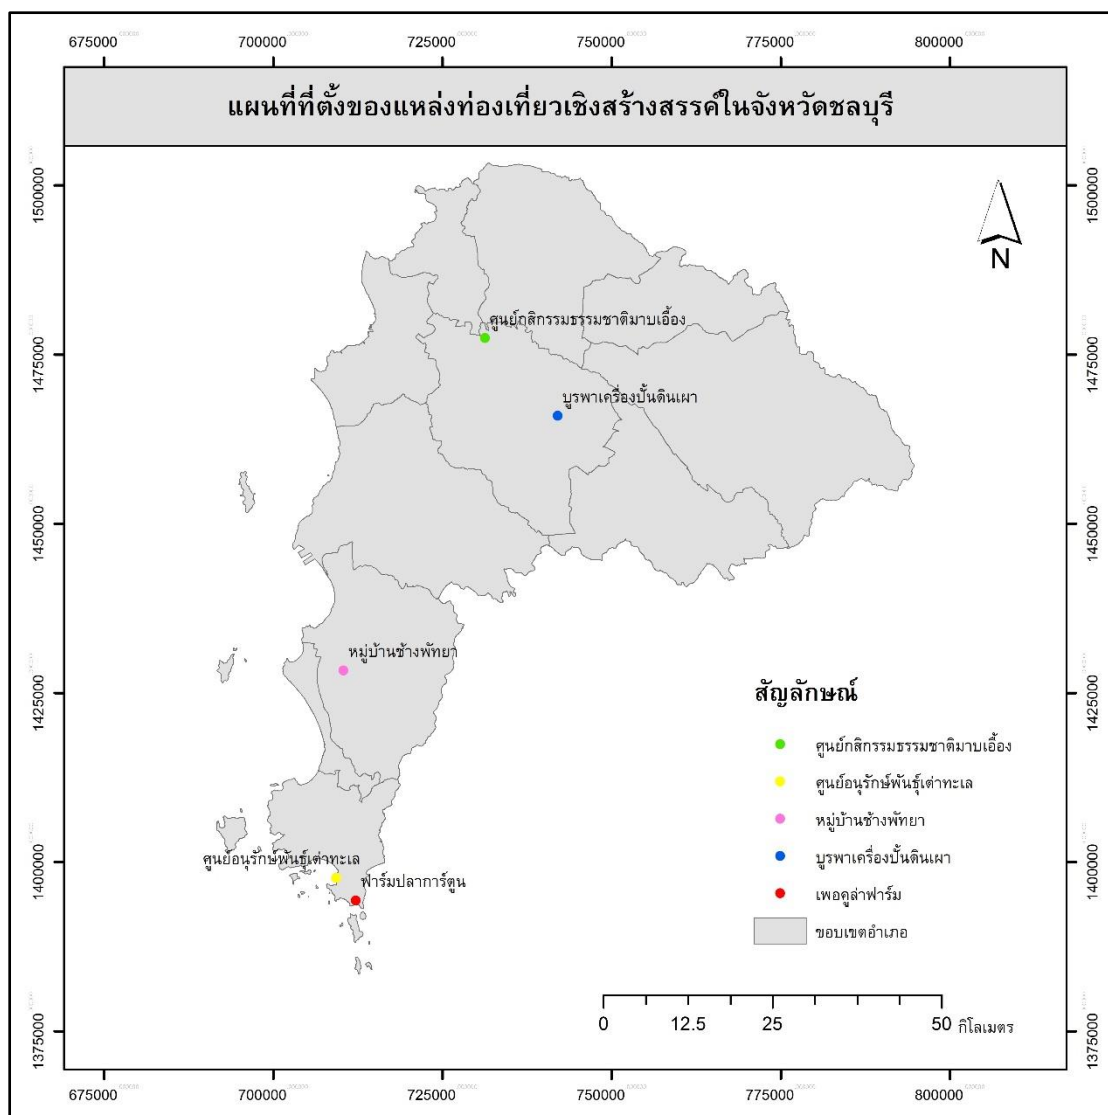 675000 700000 725000 750000 775000 800000
แผนที่ที่ตั้งของแหล่งท่องเที่ยวเชิงสร้างสรรค์ในจังหวัดชลบุรี
1500000 1500000
N
ศูนย์กสิกรรมธรรมชาติมาบเอื้อง
1475000 1475000
บูรพาเครื่องปั้นดินเผา
1450000 1450000
หมู่บ้านช้างพัทยา
1425000 1425000
สัญลักษณ์
ศูนย์กสิกรรมธรรมชาติมาบเอื้อง
ศูนย์อนุรักษ์พันธุ์เต่าทะเล
หมู่บ้านช้างพัทยา
บูรพาเครื่องปั้นดินเผา
เพอคูล่าฟาร์ม
ขอบเขตอำเภอ
ศูนย์อนุรักษ์พันธุ์เต่าทะเล
1400000 1400000
ฟาร์มปลาการ์ตูน
0 12.5 25 50 กิโลเมตร
1375000 1375000
675000 700000 725000 750000 775000 800000